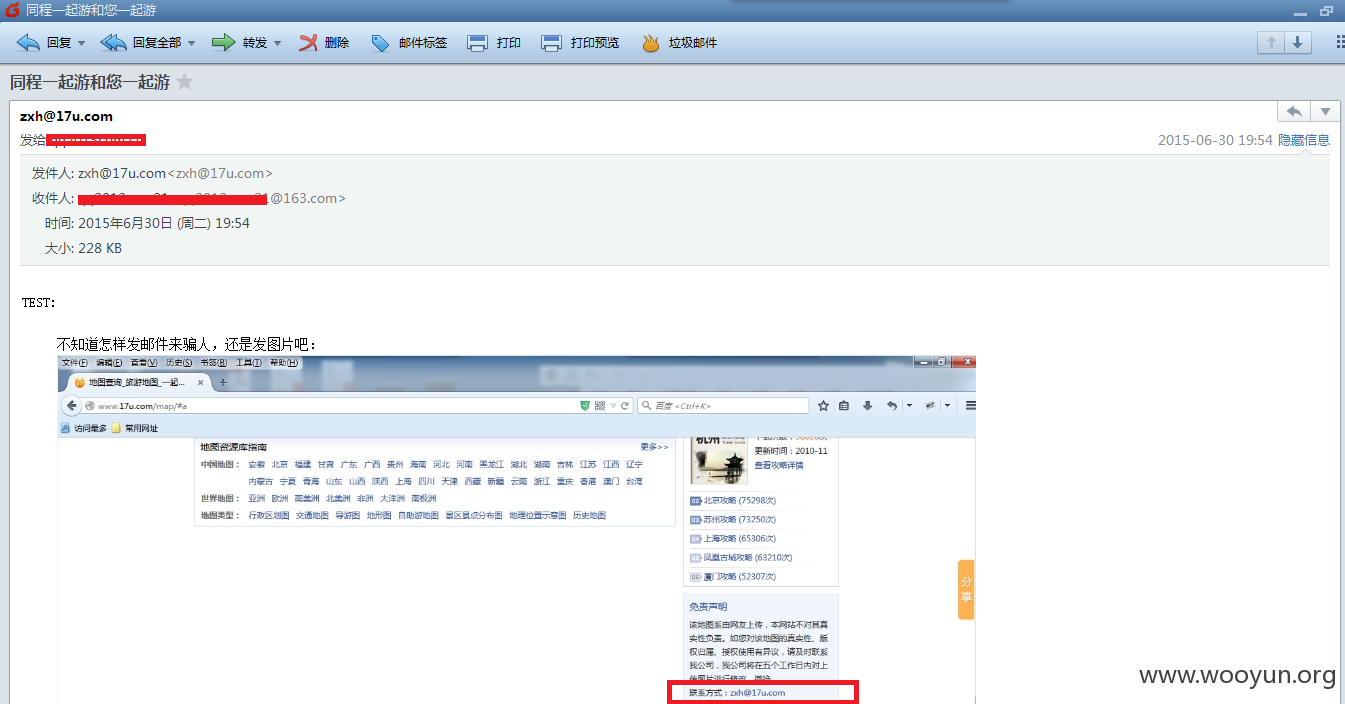 同程一起游和您一起游
回复 回复全部 转发 删除 邮件标签 打印 打印预览 垃圾邮件
同程一起游和您一起游
zxh@17u.com
发给
2015-06-30 19:54 隐藏信息
发件人: zxh@17u.com<zxh@17u.com>
收件人: @163.com>
时间: 2015年6月30日 (周二) 19:54
大小: 228 KB
TEST:
不知道怎样发邮件来骗人，还是发图片吧：
文件(F) 编辑(E) 查看(V) 历史(S) 书签(B) 工具(T) 帮助(H)
地图查询_旅游地图_一起... × +
www.17u.com/map/#a
百度 <Ctrl+K>
访问最多 常用网址
地图资源库指南 更多>>
中国地图： 安徽 北京 福建 甘肃 广东 广西 贵州 海南 河北 河南 黑龙江 湖北 湖南 吉林 江苏 江西 辽宁
内蒙古 宁夏 青海 山东 山西 陕西 上海 四川 天津 西藏 新疆 云南 浙江 重庆 香港 澳门 台湾
世界地图： 亚洲 欧洲 南美洲 北美洲 非洲 大洋洲 南极洲
地图类型： 行政区划图 交通地图 导游图 地形图 自助游地图 景区景点分布图 地理位置示意图 历史地图
杭州
更新时间：2010-11
查看攻略详情
02 北京攻略 (75298次)
03 苏州攻略 (73250次)
04 上海攻略 (65306次)
05 凤凰古城攻略 (63210次)
06 厦门攻略 (52307次)
分享
免责声明
该地图系由网友上传，本网站不对其真
实性负责。如您对该地图的真实性、版
权归属、授权使用有异议，请及时联系
我公司，我公司将在五个工作日内对上
传图片进行修改、撤换
联系方式：zxh@17u.com
www.wooyun.org